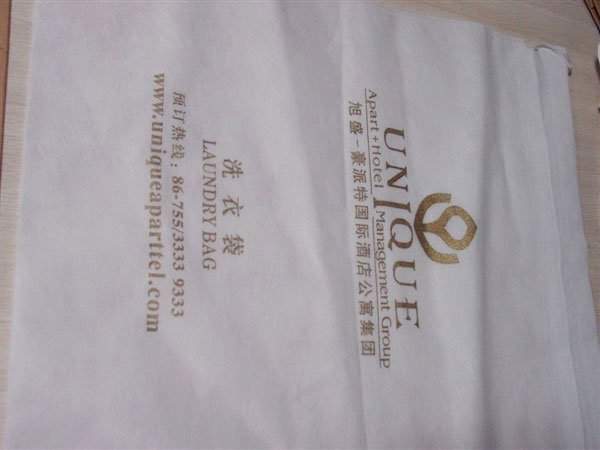 UNIQUE
Apart+Hotel Management Group
旭盛-豪派特国际酒店公寓集团
洗衣袋
LAUNDRY BAG
预订热线: 86-755/3333 9333
www.uniqueaparttel.com